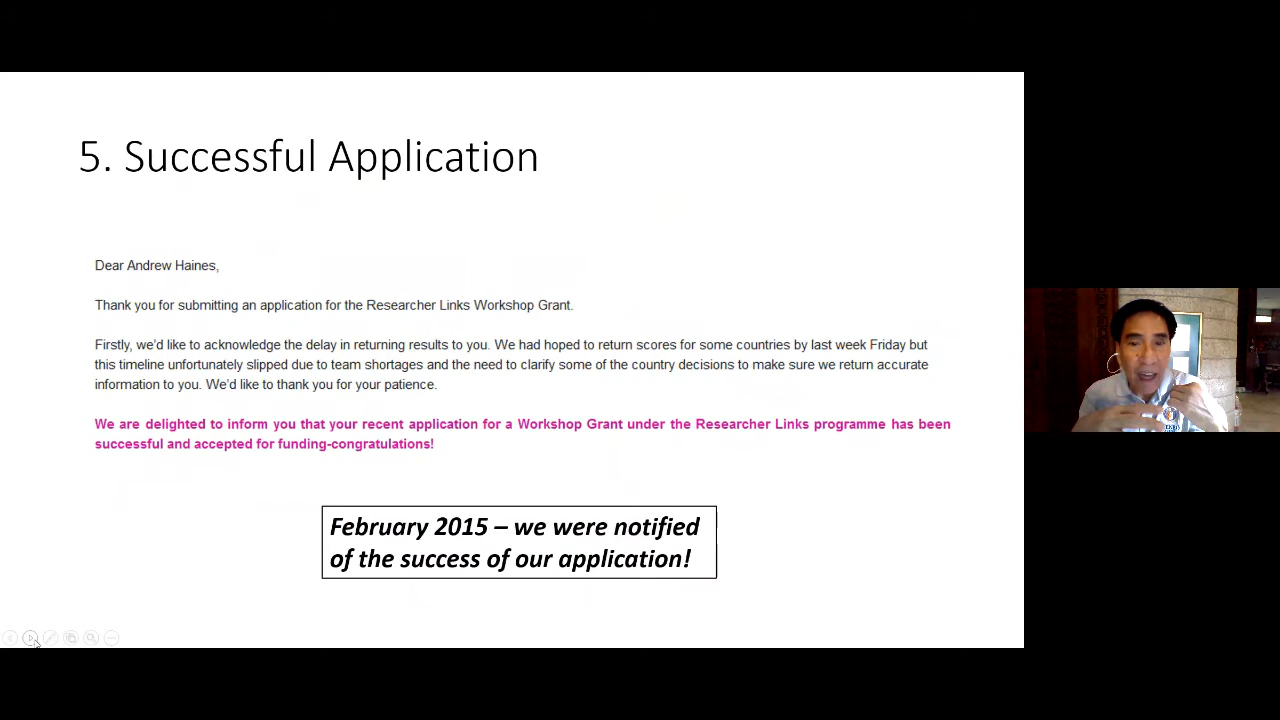 5. Successful Application
Dear Andrew Haines,
Thank you for submitting an application for the Researcher Links Workshop Grant.
Firstly, we'd like to acknowledge the delay in returning results to you. We had hoped to return scores for some countries by last week Friday but
this timeline unfortunately slipped due to team shortages and the need to clarify some of the country decisions to make sure we return accurate
information to you. We'd like to thank you for your patience.
We are delighted to inform you that your recent application for a Workshop Grant under the Researcher Links programme has been
successful and accepted for funding-congratulations!
February 2015 – we were notified
of the success of our application!